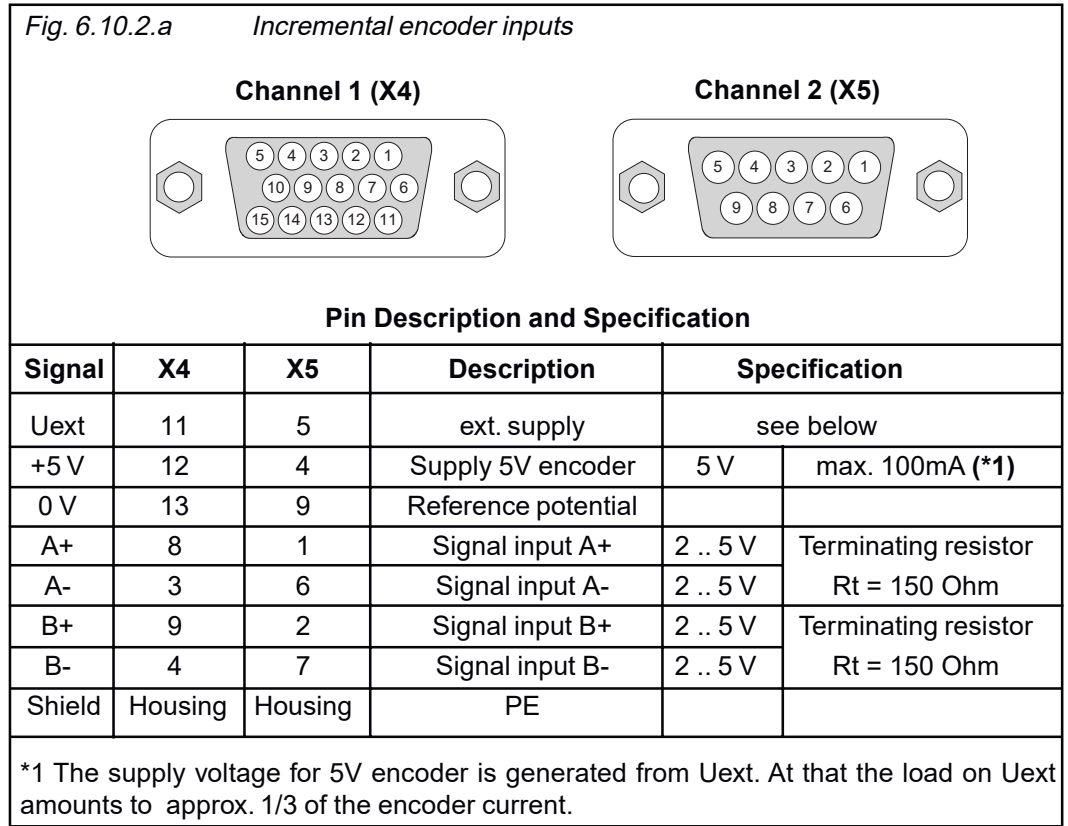 Fig. 6.10.2.a Incremental encoder inputs
Channel 1 (X4) Channel 2 (X5)
5 4 3 2 1
10 9 8 7 6
15 14 13 12 11
5 4 3 2 1
9 8 7 6
Pin Description and Specification
Signal X4 X5 Description Specification
Uext 11 5 ext. supply see below
+5 V 12 4 Supply 5V encoder 5 V max. 100mA (*1)
0 V 13 9 Reference potential
A+ 8 1 Signal input A+ 2 .. 5 V Terminating resistor
A- 3 6 Signal input A- 2 .. 5 V Rt = 150 Ohm
B+ 9 2 Signal input B+ 2 .. 5 V Terminating resistor
B- 4 7 Signal input B- 2 .. 5 V Rt = 150 Ohm
Shield Housing Housing PE
*1 The supply voltage for 5V encoder is generated from Uext. At that the load on Uext
amounts to approx. 1/3 of the encoder current.